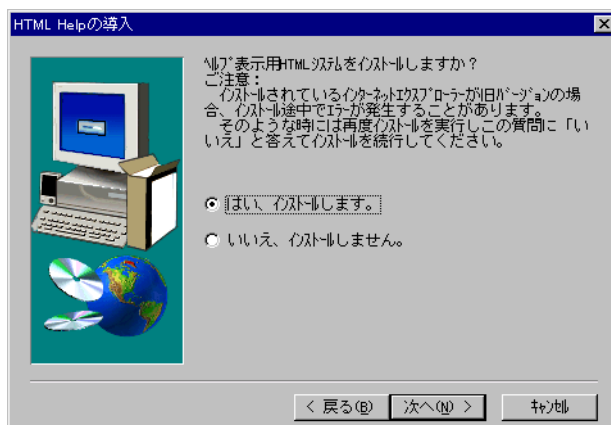 HTML Helpの導入
ﾍﾙﾌﾟ表示用HTMLｼｽﾃﾑをｲﾝｽﾄｰﾙしますか？
ご注意：
　ｲﾝｽﾄｰﾙされているｲﾝﾀｰﾈｯﾄｴｸｽﾌﾟﾛｰﾗｰが旧ﾊﾞｰｼﾞｮﾝの場
合、ｲﾝｽﾄｰﾙ途中でｴﾗｰが発生することがあります。
　そのような時には再度ｲﾝｽﾄｰﾙを実行しこの質問に「い
いえ」と答えてｲﾝｽﾄｰﾙを続行してください。
はい、ｲﾝｽﾄｰﾙします。
いいえ、ｲﾝｽﾄｰﾙしません。
< 戻る(B)
次へ(N) >
ｷｬﾝｾﾙ